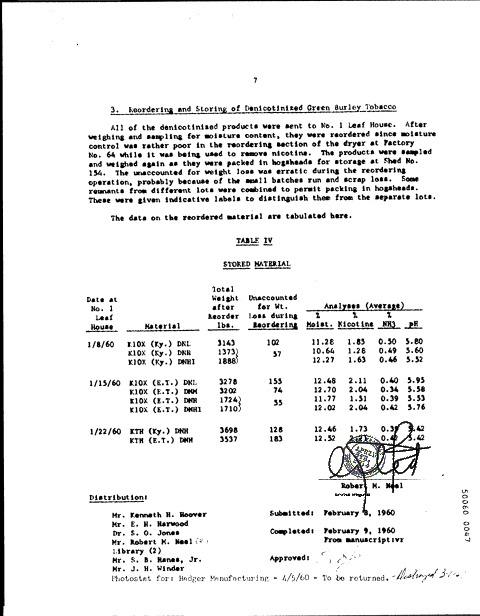 7
3. Reordering and Storing of Denicotinized Green Burley Tobacco
All of the denicotinized products were sent to No. 1 Leaf House. After
weighing and sampling for moisture content, they were reordered since moisture
control was rather poor in the reordering section of the dryer at Factory
No. 64 while it was being used to remove nicotine. The products were sampled
and weighed again as they were packed in hogsheads for storage at Shed No.
154. The unaccounted for weight loss was erratic during the reordering
operation, probably because of the small batches run and scrap loss. Some
remnants from different lots were combined to permit packing in hogsheads.
These were given indicative labels to distinguish them from the separate lots.
The data on the reordered material are tabulated here.
TABLE IV
STORED MATERIAL
Date at No. 1 Leaf House Material Total Weight after Reorder lbs. Unaccounted for Wt. Loss during Reordering Analyses (Average) % Moist. % Nicotine % NH3 pH
1/8/60 K10X (Ky.) DNL 3143 102 11.28 1.83 0.50 5.80
K10X (Ky.) DNH 1373) 57 10.64 1.28 0.49 5.60
K10X (Ky.) DNHI 1888) 12.27 1.63 0.46 5.52
1/15/60 K10X (E.T.) DNL 3278 155 12.48 2.11 0.40 5.95
K10X (E.T.) DNM 3202 74 12.70 2.04 0.34 5.58
K10X (E.T.) DNH 1724) 55 11.77 1.51 0.39 5.53
K10X (E.T.) DNHI 1710) 12.02 2.04 0.42 5.76
1/22/60 KTH (Ky.) DNH 3698 128 12.46 1.73 5.42
KTH (E.T.) DNM 3537 183 12.52 5.42
Robert M. Neel
Distribution:
Mr. Kenneth H. Hoover
Mr. E. H. Harwood
Dr. S. O. Jones
Mr. Robert M. Neel
Library (2)
Mr. S. B. Hanes, Jr.
Mr. J. H. Winder
Submitted: February 8, 1960
Completed: February 9, 1960
From manuscript:vr
Approved:
Photostat for: Hedger Manufacturing - 4/5/60 - To be returned. - Destroyed
50060 0047